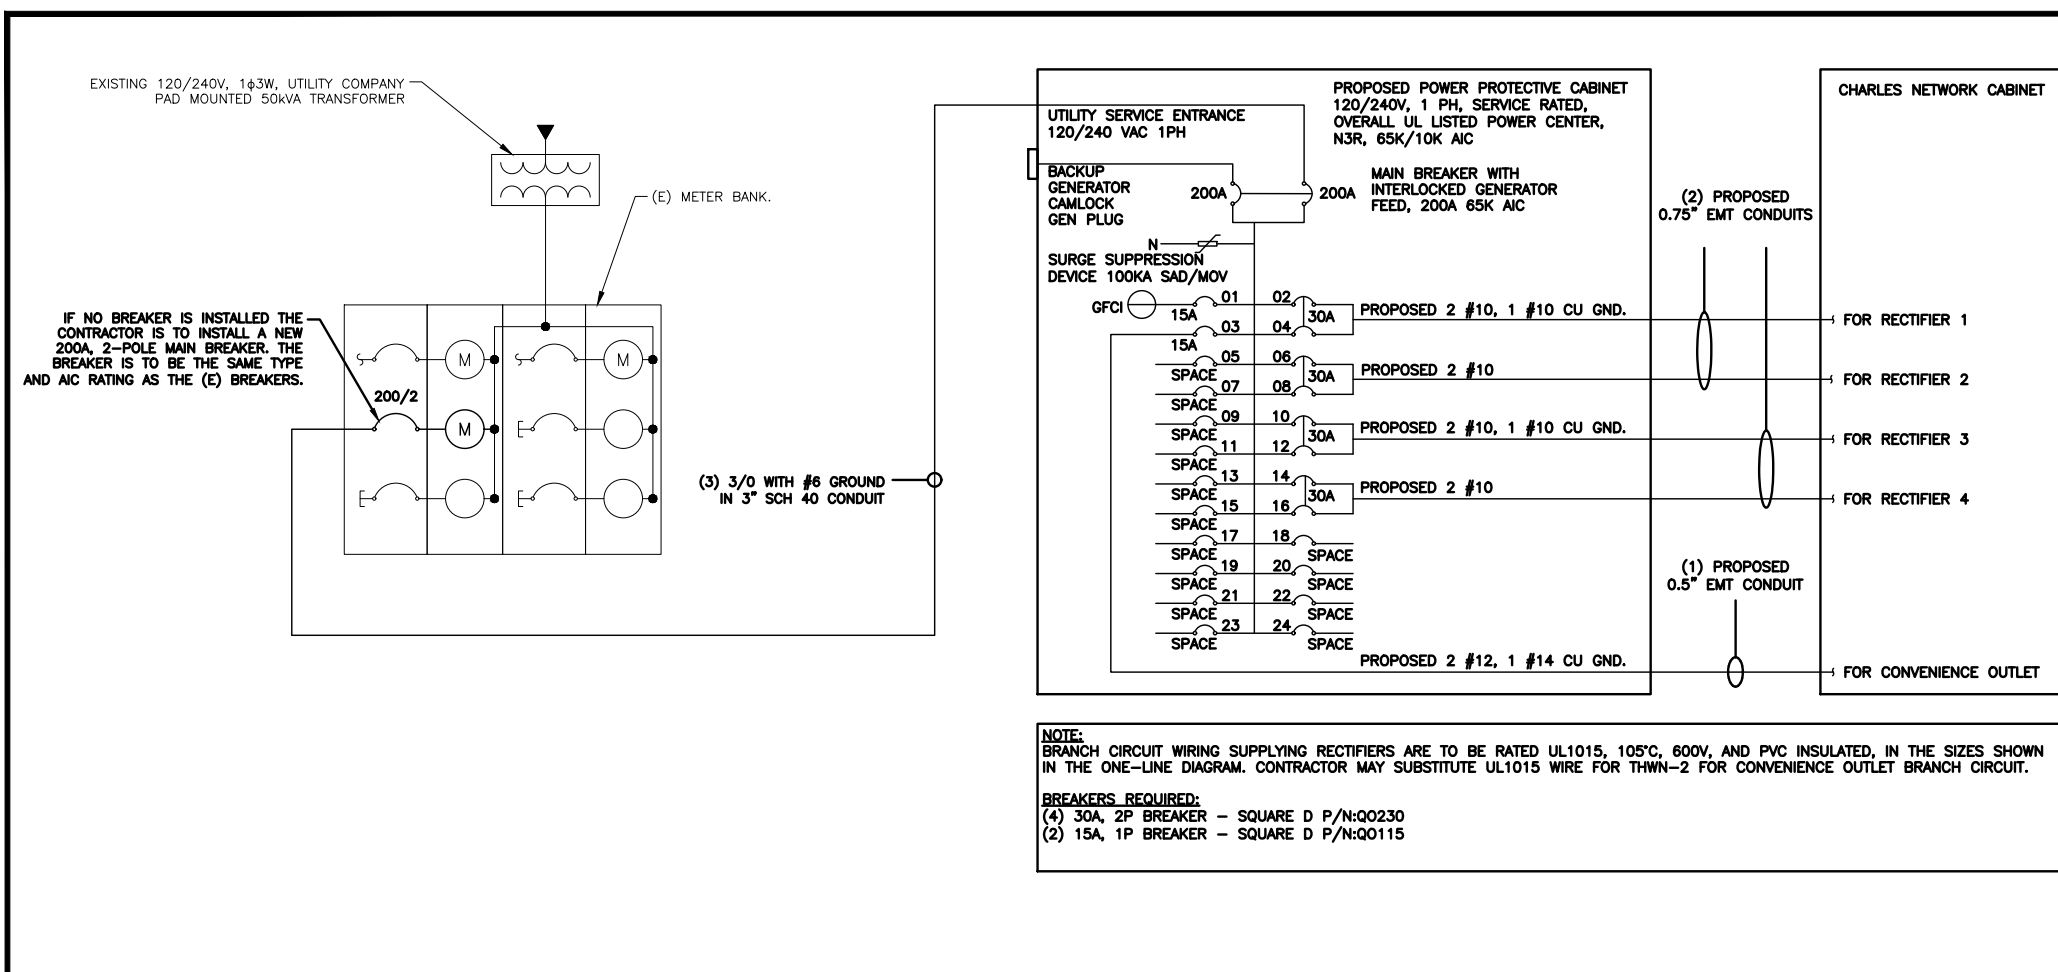 EXISTING 120/240V, 1ϕ3W, UTILITY COMPANY
PAD MOUNTED 50kVA TRANSFORMER
(E) METER BANK.
IF NO BREAKER IS INSTALLED THE
CONTRACTOR IS TO INSTALL A NEW
200A, 2-POLE MAIN BREAKER. THE
BREAKER IS TO BE THE SAME TYPE
AND AIC RATING AS THE (E) BREAKERS.
200/2
M
M
M
(3) 3/0 WITH #6 GROUND
IN 3" SCH 40 CONDUIT
UTILITY SERVICE ENTRANCE
120/240 VAC 1PH
PROPOSED POWER PROTECTIVE CABINET
120/240V, 1 PH, SERVICE RATED,
OVERALL UL LISTED POWER CENTER,
N3R, 65K/10K AIC
BACKUP
GENERATOR
CAMLOCK
GEN PLUG
200A
200A
MAIN BREAKER WITH
INTERLOCKED GENERATOR
FEED, 200A 65K AIC
N
SURGE SUPPRESSION
DEVICE 100KA SAD/MOV
GFCI
01
02
15A
30A
PROPOSED 2 #10, 1 #10 CU GND.
03
04
15A
05
06
SPACE
30A
PROPOSED 2 #10
07
08
SPACE
09
10
SPACE
30A
PROPOSED 2 #10, 1 #10 CU GND.
11
12
SPACE
13
14
SPACE
30A
PROPOSED 2 #10
15
16
SPACE
17
18
SPACE
SPACE
19
20
SPACE
SPACE
21
22
SPACE
SPACE
23
24
SPACE
SPACE
PROPOSED 2 #12, 1 #14 CU GND.
(2) PROPOSED
0.75" EMT CONDUITS
(1) PROPOSED
0.5" EMT CONDUIT
CHARLES NETWORK CABINET
FOR RECTIFIER 1
FOR RECTIFIER 2
FOR RECTIFIER 3
FOR RECTIFIER 4
FOR CONVENIENCE OUTLET
NOTE:
BRANCH CIRCUIT WIRING SUPPLYING RECTIFIERS ARE TO BE RATED UL1015, 105°C, 600V, AND PVC INSULATED, IN THE SIZES SHOWN
IN THE ONE-LINE DIAGRAM. CONTRACTOR MAY SUBSTITUTE UL1015 WIRE FOR THWN-2 FOR CONVENIENCE OUTLET BRANCH CIRCUIT.
BREAKERS REQUIRED:
(4) 30A, 2P BREAKER - SQUARE D P/N:QO230
(2) 15A, 1P BREAKER - SQUARE D P/N:QO115